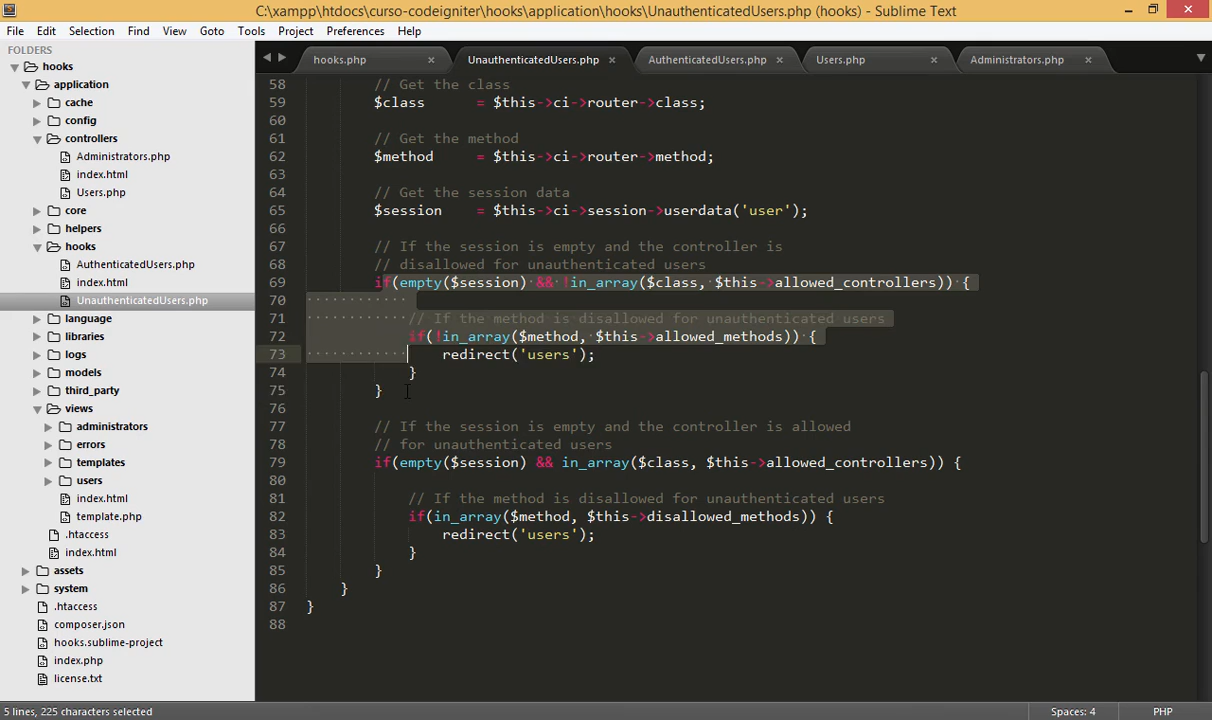 C:\xampp\htdocs\curso-codeigniter\hooks\application\hooks\UnauthenticatedUsers.php (hooks) - Sublime Text
File Edit Selection Find View Goto Tools Project Preferences Help
FOLDERS
hooks
application
cache
config
controllers
Administrators.php
index.html
Users.php
core
helpers
hooks
AuthenticatedUsers.php
index.html
UnauthenticatedUsers.php
language
libraries
logs
models
third_party
views
administrators
errors
templates
users
index.html
template.php
.htaccess
index.html
assets
system
.htaccess
composer.json
hooks.sublime-project
index.php
license.txt
hooks.php UnauthenticatedUsers.php AuthenticatedUsers.php Users.php Administrators.php
58 // Get the class
59 $class = $this->ci->router->class;
60
61 // Get the method
62 $method = $this->ci->router->method;
63
64 // Get the session data
65 $session = $this->ci->session->userdata('user');
66
67 // If the session is empty and the controller is
68 // disallowed for unauthenticated users
69 if(empty($session) && !in_array($class, $this->allowed_controllers)) {
70
71 // If the method is disallowed for unauthenticated users
72 if(!in_array($method, $this->allowed_methods)) {
73 redirect('users');
74 }
75 }
76
77 // If the session is empty and the controller is allowed
78 // for unauthenticated users
79 if(empty($session) && in_array($class, $this->allowed_controllers)) {
80
81 // If the method is disallowed for unauthenticated users
82 if(in_array($method, $this->disallowed_methods)) {
83 redirect('users');
84 }
85 }
86 }
87 }
88
5 lines, 225 characters selected Spaces: 4 PHP